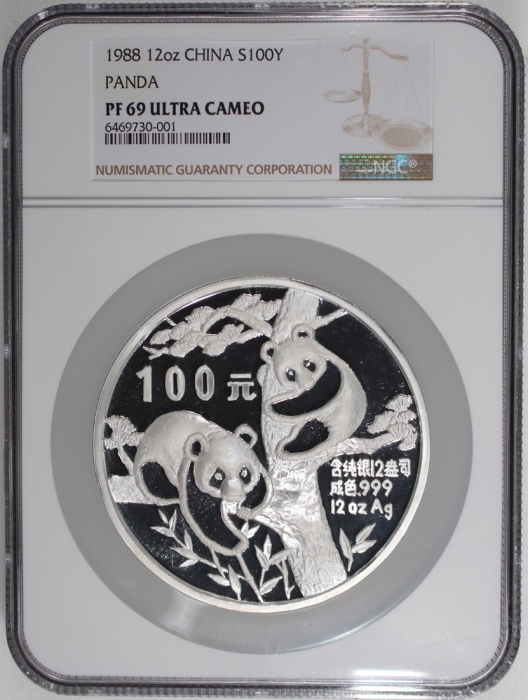 1988 12oz CHINA S100Y
PANDA
PF 69 ULTRA CAMEO
6469730-001
NUMISMATIC GUARANTY CORPORATION
NGC®
100元
含纯银12盎司
成色.999
12 oz Ag